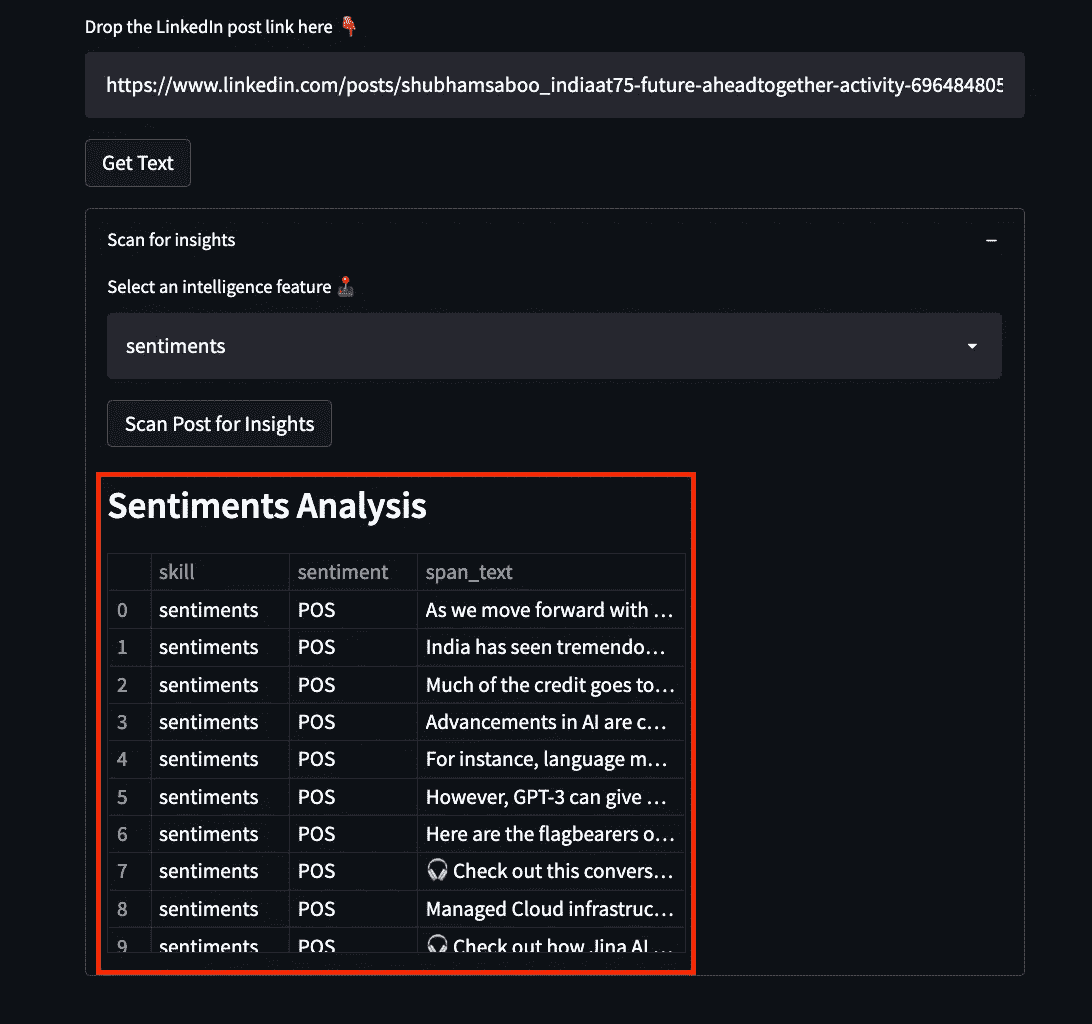 Drop the LinkedIn post link here 👇
https://www.linkedin.com/posts/shubhamsaboo_indiaat75-future-aheadtogether-activity-696484805
Get Text
Scan for insights
Select an intelligence feature 🕹️
sentiments
Scan Post for Insights
Sentiments Analysis
skill sentiment span_text
0 sentiments POS As we move forward with …
1 sentiments POS India has seen tremendo…
2 sentiments POS Much of the credit goes to…
3 sentiments POS Advancements in AI are c…
4 sentiments POS For instance, language m…
5 sentiments POS However, GPT-3 can give …
6 sentiments POS Here are the flagbearers o…
7 sentiments POS 🎧 Check out this convers…
8 sentiments POS Managed Cloud infrastruc…
9 sentiments POS 🎧 Check out how Jina AI …